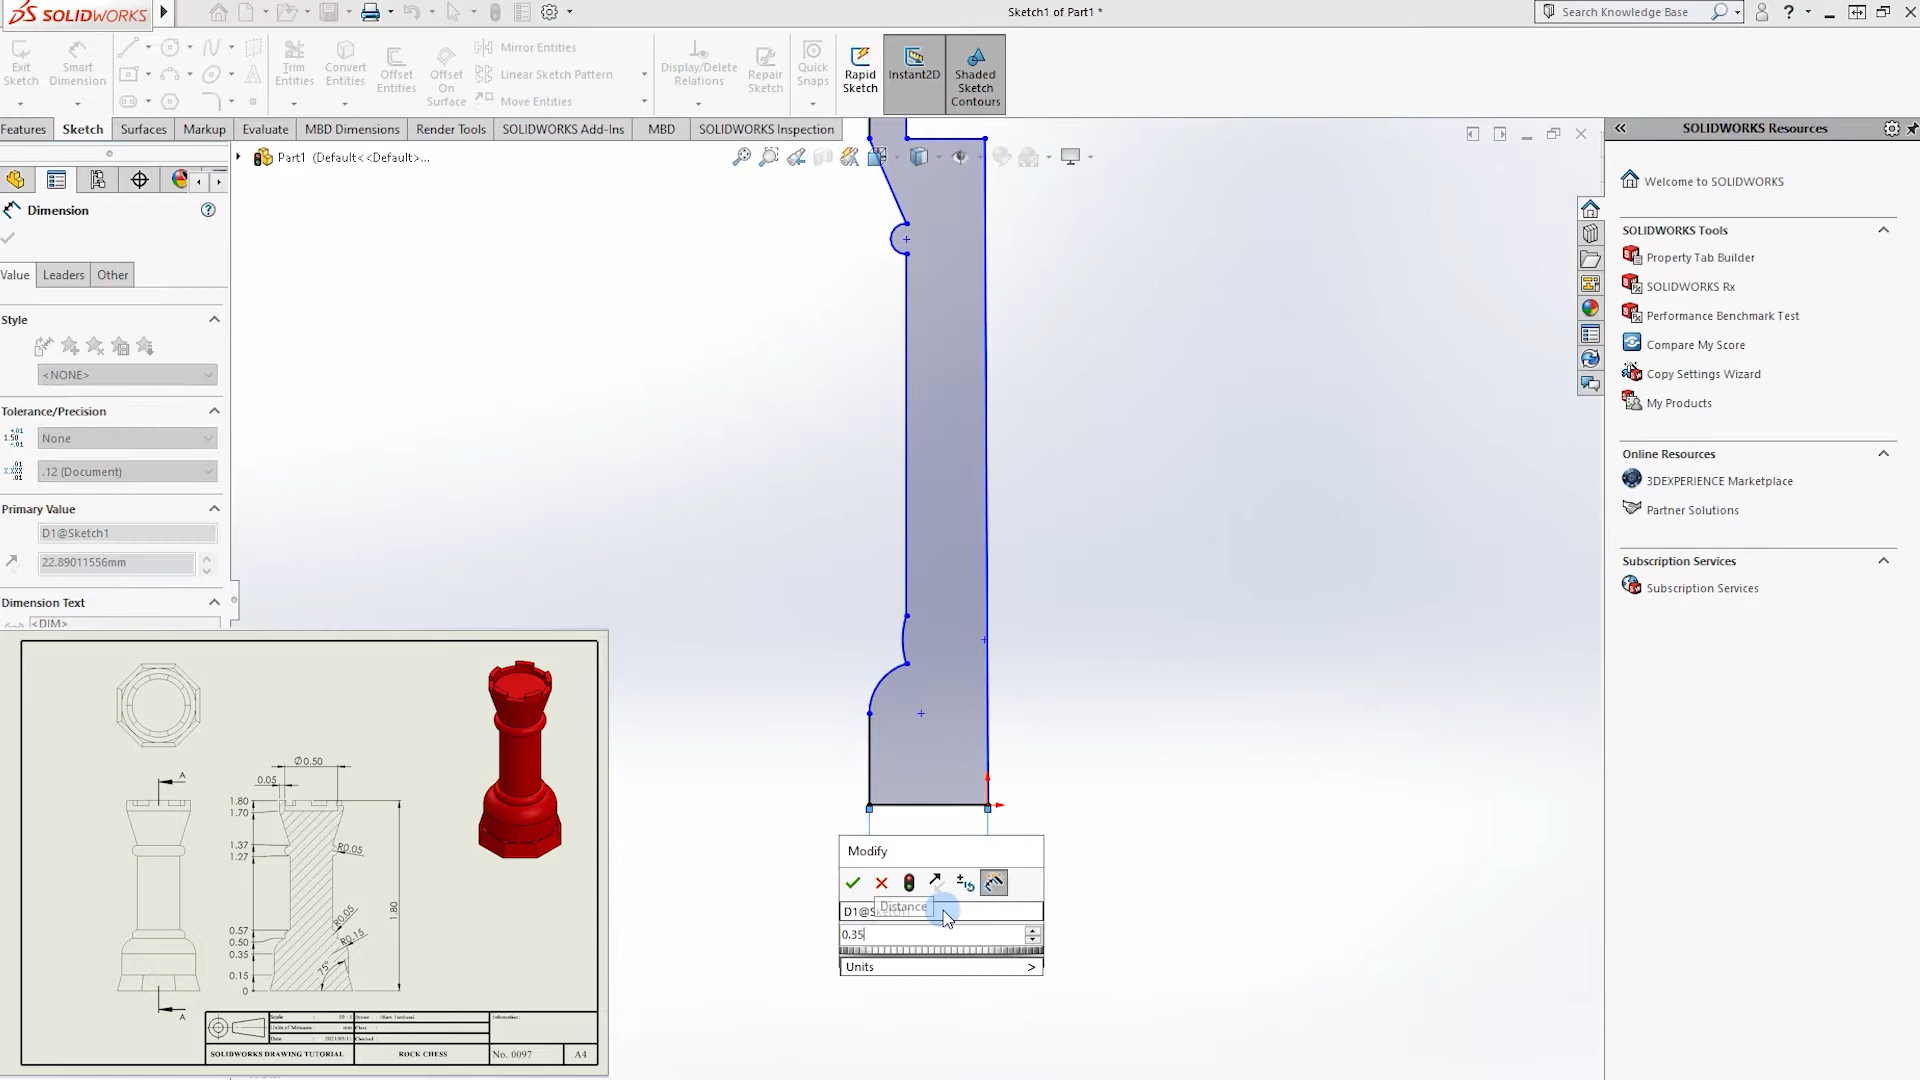 SOLIDWORKS
Sketch1 of Part1 *
Search Knowledge Base
Exit Sketch
Smart Dimension
Trim Entities
Convert Entities
Offset Entities
Offset On Surface
Mirror Entities
Linear Sketch Pattern
Move Entities
Display/Delete Relations
Repair Sketch
Quick Snaps
Rapid Sketch
Instant2D
Shaded Sketch Contours
Features
Sketch
Surfaces
Markup
Evaluate
MBD Dimensions
Render Tools
SOLIDWORKS Add-Ins
MBD
SOLIDWORKS Inspection
Part1 (Default<<Default>...
Dimension
Value
Leaders
Other
Style
<NONE>
Tolerance/Precision
None
.12 (Document)
Primary Value
D1@Sketch1
22.89011556mm
Dimension Text
<DIM>
Modify
Distance
D1@Sketch1
0.35
Units
>
SOLIDWORKS Resources
Welcome to SOLIDWORKS
SOLIDWORKS Tools
Property Tab Builder
SOLIDWORKS Rx
Performance Benchmark Test
Compare My Score
Copy Settings Wizard
My Products
Online Resources
3DEXPERIENCE Marketplace
Partner Solutions
Subscription Services
Subscription Services
A
Ø0.50
0.05
1.80
1.70
1.37
1.27
R0.05
1.80
0.57
0.50
0.35
0.15
0
R0.05
R0.15
75°
A
SOLIDWORKS DRAWING TUTORIAL
ROCK CHESS
No. 0097
A4